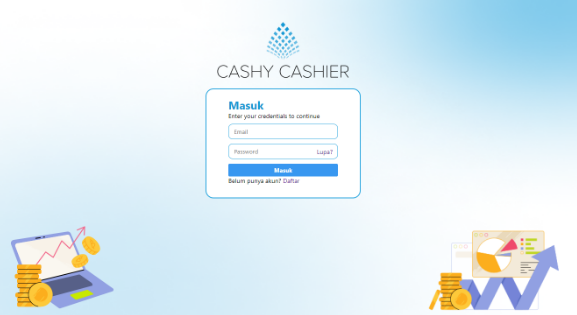 CASHY CASHIER
Masuk
Enter your credentials to continue
Email
Password Lupa?
Masuk
Belum punya akun? Daftar